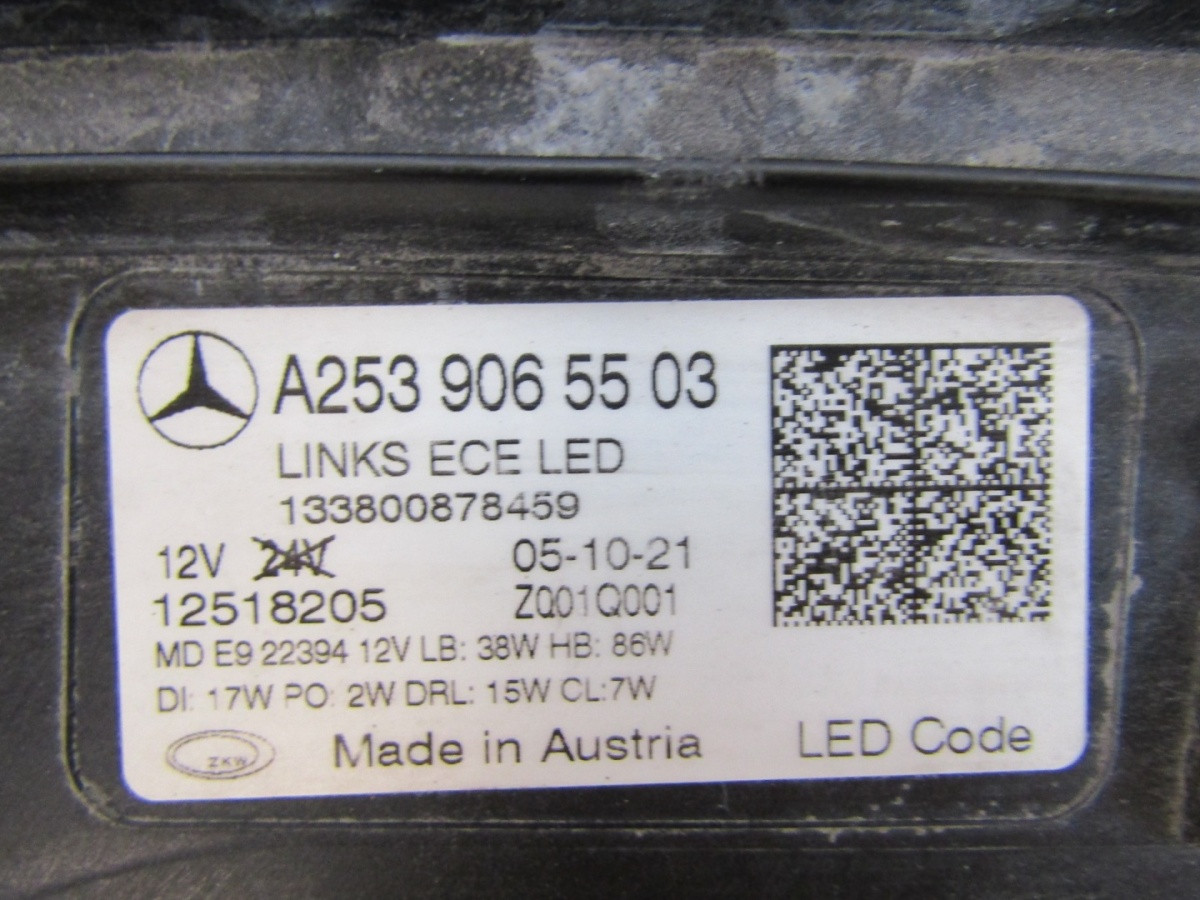 A253 906 55 03
LINKS ECE LED
133800878459
12V 24V 05-10-21
12518205 ZQ01Q001
MD E9 22394 12V LB: 38W HB: 86W
DI: 17W PO: 2W DRL: 15W CL:7W
ZKW Made in Austria LED Code